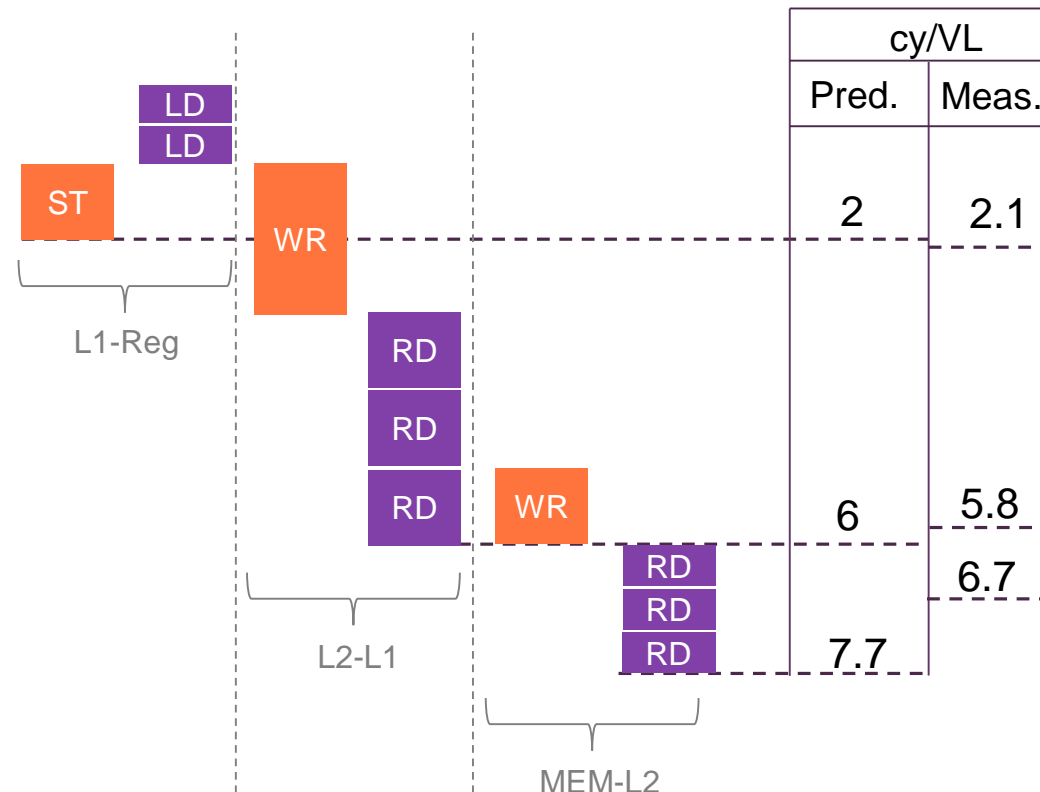 cy/VL
Pred. Meas.
LD
LD
ST
2
2.1
WR
L1-Reg
RD
RD
RD
WR
6
5.8
RD
6.7
RD
L2-L1
RD
7.7
MEM-L2